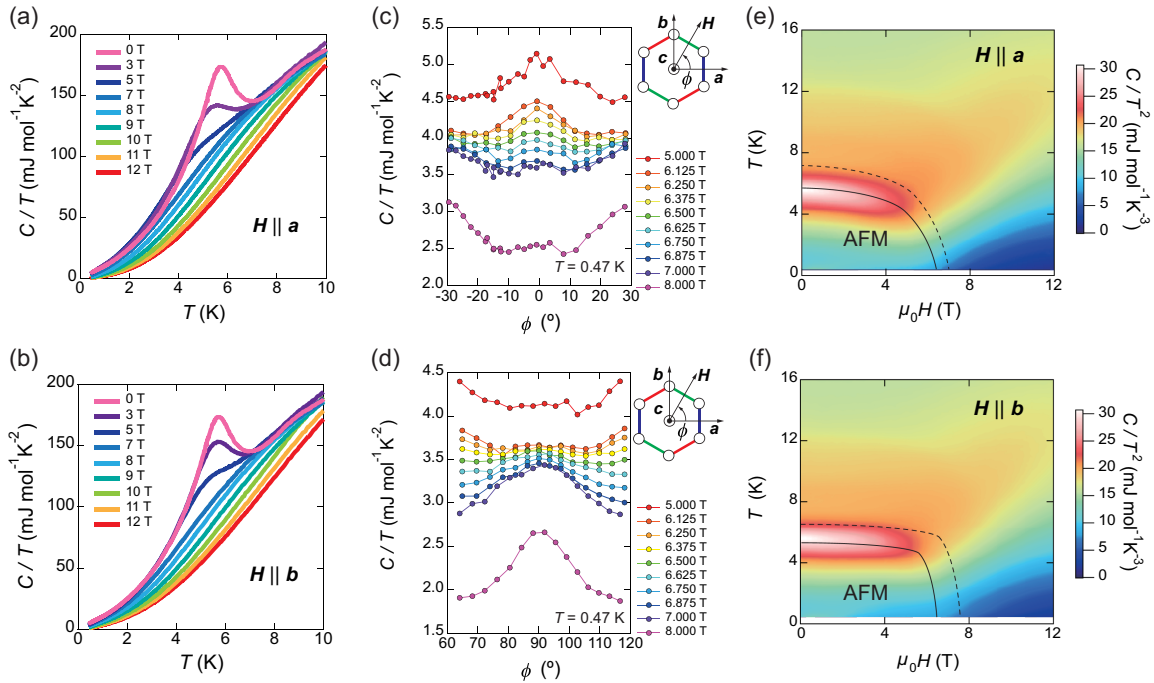 (a)
C / T (mJ mol⁻¹K⁻²)
200
150
100
50
0
0 T
3 T
5 T
7 T
8 T
9 T
10 T
11 T
12 T
H || a
0 2 4 6 8 10
T (K)
(c)
C / T (mJ mol⁻¹K⁻²)
5.5
5.0
4.5
4.0
3.5
3.0
2.5
2.0
T = 0.47 K
-30 -20 -10 0 10 20 30
ϕ (º)
b
H
c
ϕ
a
5.000 T
6.125 T
6.250 T
6.375 T
6.500 T
6.625 T
6.750 T
6.875 T
7.000 T
8.000 T
(e)
T (K)
16
12
8
4
0
H || a
AFM
0 4 8 12
μ₀H (T)
30
25
20
15
10
5
0
C / T² (mJ mol⁻¹K⁻³)
(b)
C / T (mJ mol⁻¹K⁻²)
200
150
100
50
0
0 T
3 T
5 T
7 T
8 T
9 T
10 T
11 T
12 T
H || b
0 2 4 6 8 10
T (K)
(d)
C / T (mJ mol⁻¹K⁻²)
4.5
4.0
3.5
3.0
2.5
2.0
1.5
T = 0.47 K
60 70 80 90 100 110 120
ϕ (º)
b
H
c
ϕ
a
5.000 T
6.125 T
6.250 T
6.375 T
6.500 T
6.625 T
6.750 T
6.875 T
7.000 T
8.000 T
(f)
T (K)
16
12
8
4
0
H || b
AFM
0 4 8 12
μ₀H (T)
30
25
20
15
10
5
0
C / T² (mJ mol⁻¹K⁻³)